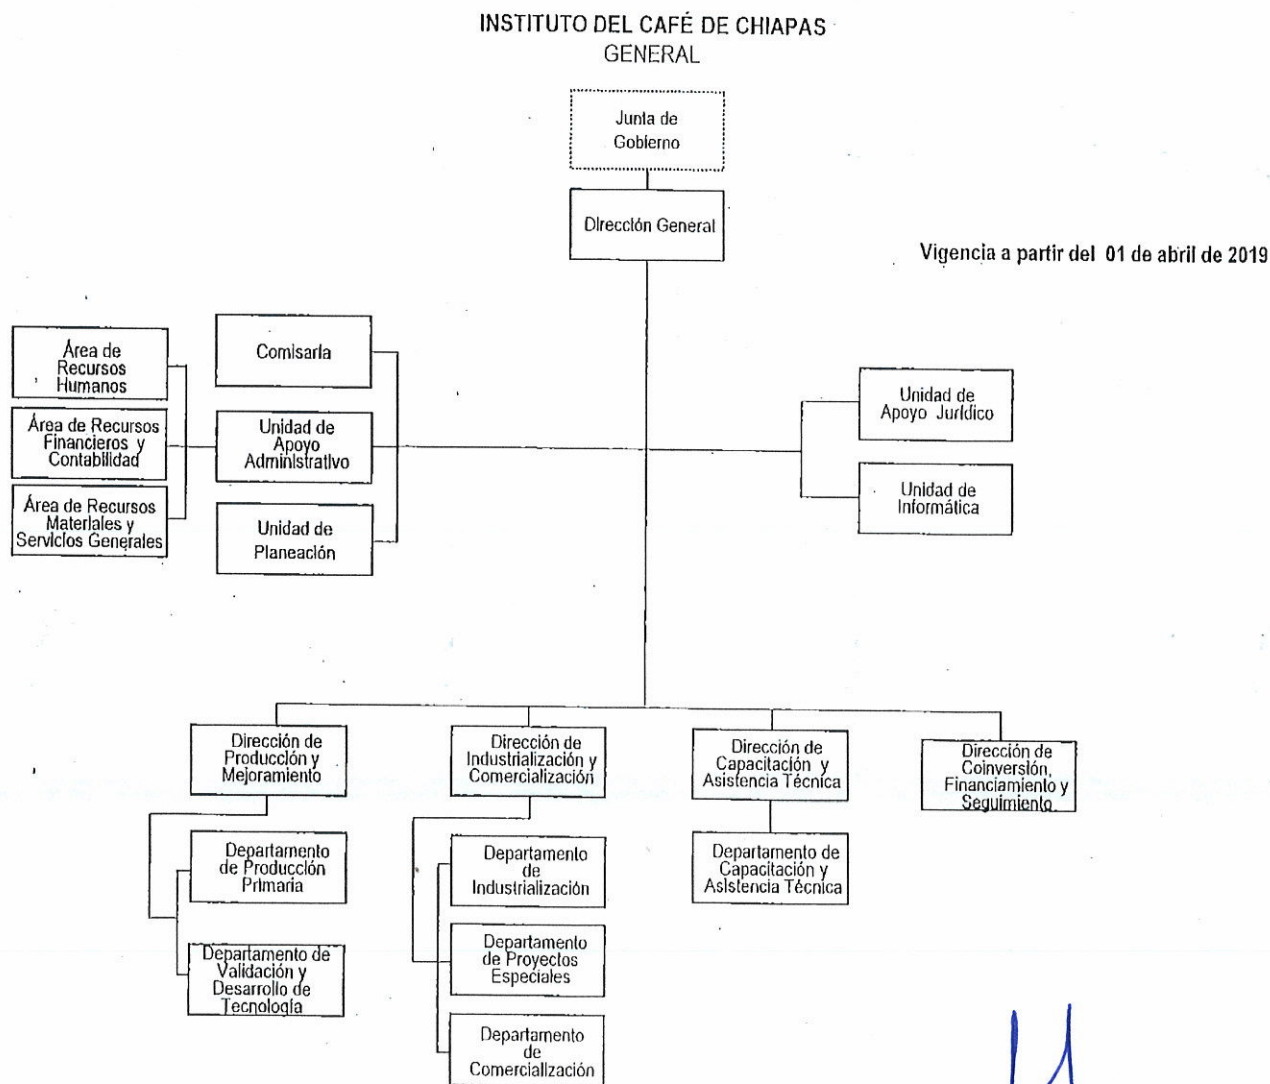 INSTITUTO DEL CAFÉ DE CHIAPAS
GENERAL
Junta de
Gobierno
Dirección General
Vigencia a partir del 01 de abril de 2019
Área de
Recursos
Humanos
Área de Recursos
Financieros y
Contabilidad
Área de Recursos
Materiales y
Servicios Generales
Comisaría
Unidad de
Apoyo
Administrativo
Unidad de
Planeación
Unidad de
Apoyo Jurídico
Unidad de
Informática
Dirección de
Producción y
Mejoramiento
Dirección de
Industrialización y
Comercialización
Dirección de
Capacitación y
Asistencia Técnica
Dirección de
Coinversión,
Financiamiento y
Seguimiento
Departamento
de Producción
Primaria
Departamento de
Validación y
Desarrollo de
Tecnología
Departamento
de
Industrialización
Departamento
de Proyectos
Especiales
Departamento
de
Comercialización
Departamento de
Capacitación y
Asistencia Técnica